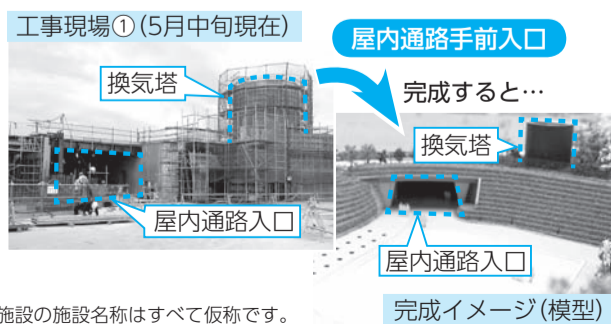 工事現場①(5月中旬現在)
屋内通路手前入口
換気塔
完成すると…
換気塔
屋内通路入口
屋内通路入口
施設の施設名称はすべて仮称です。
完成イメージ(模型)